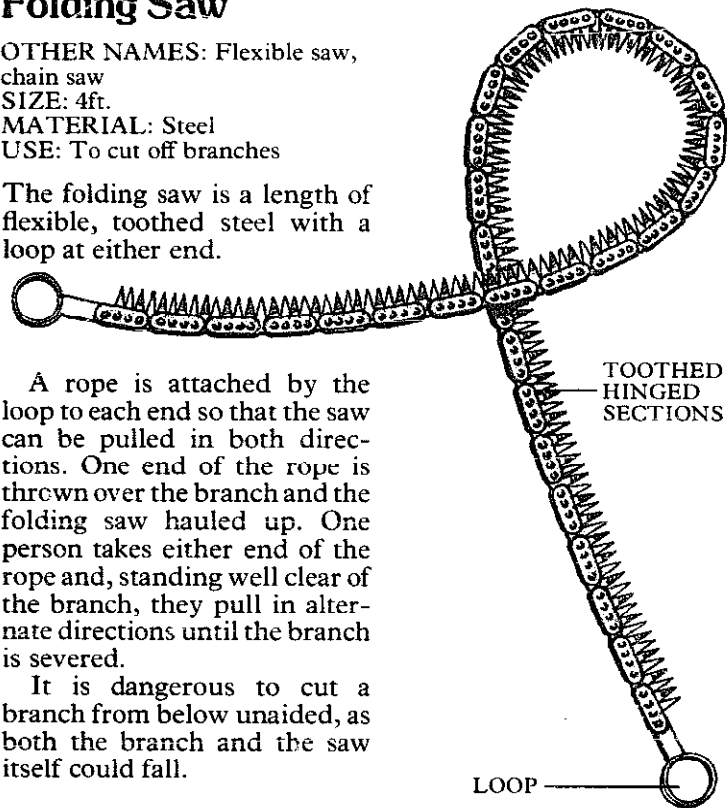 Folding Saw
OTHER NAMES: Flexible saw,
chain saw
SIZE: 4ft.
MATERIAL: Steel
USE: To cut off branches
The folding saw is a length of
flexible, toothed steel with a
loop at either end.
A rope is attached by the
loop to each end so that the saw
can be pulled in both direc-
tions. One end of the rope is
thrown over the branch and the
folding saw hauled up. One
person takes either end of the
rope and, standing well clear of
the branch, they pull in alter-
nate directions until the branch
is severed.
It is dangerous to cut a
branch from below unaided, as
both the branch and the saw
itself could fall.
TOOTHED
HINGED
SECTIONS
LOOP